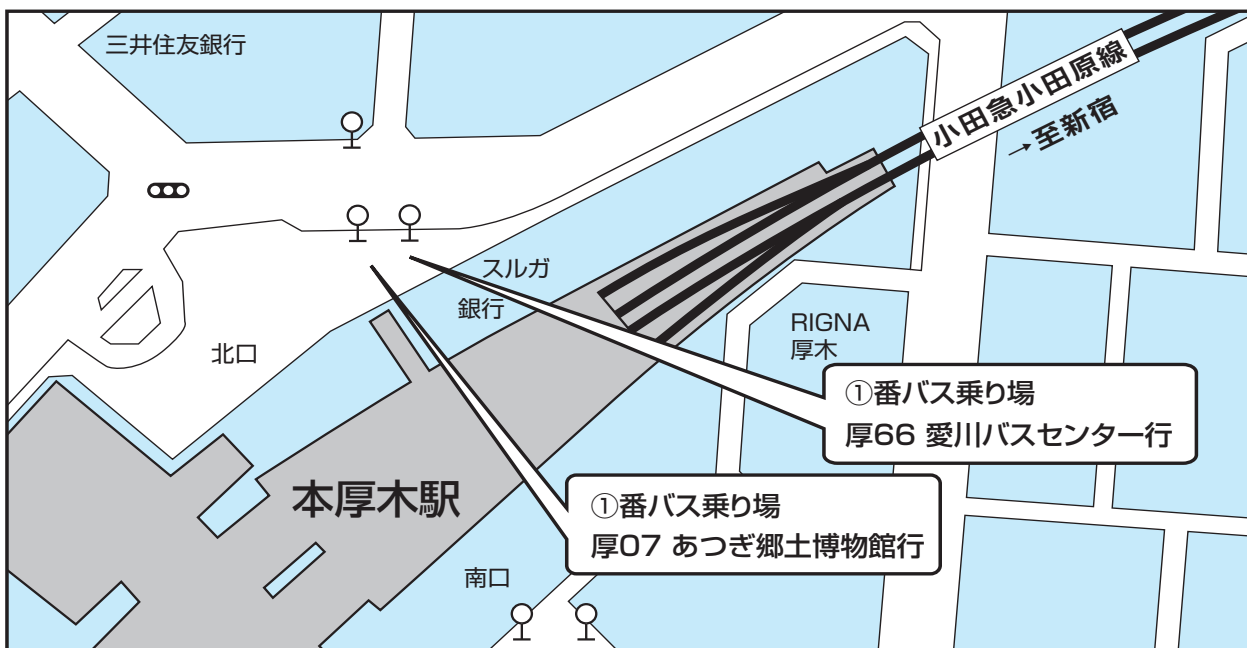 三井住友銀行
小田急小田原線
→至新宿
スルガ
銀行
北口
RIGNA
厚木
①番バス乗り場
厚66 愛川バスセンター行
本厚木駅
①番バス乗り場
厚07 あつぎ郷土博物館行
南口